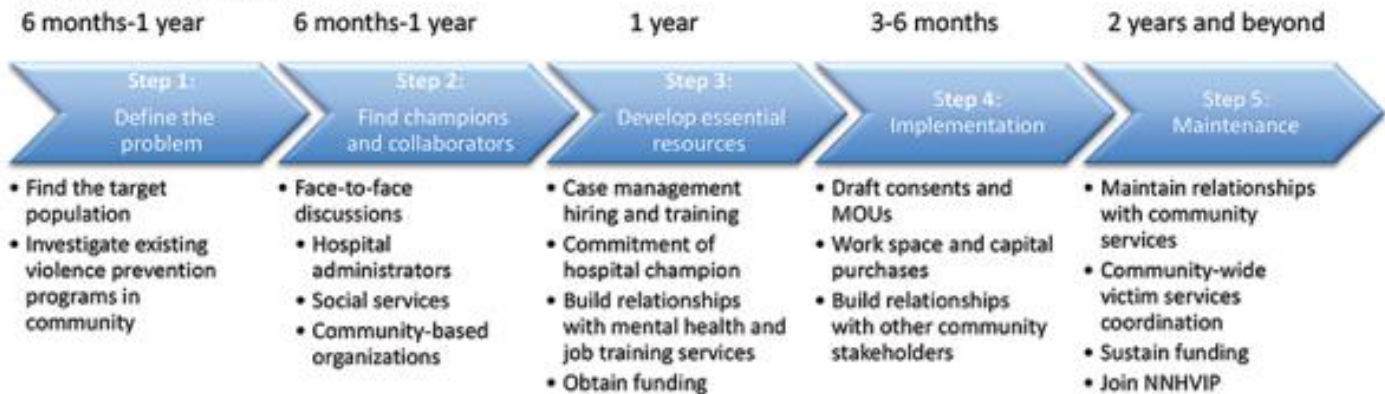 6 months-1 year
6 months-1 year
1 year
3-6 months
2 years and beyond
Step 1:
Define the
problem
Step 2:
Find champions
and collaborators
Step 3:
Develop essential
resources
Step 4:
Implementation
Step 5:
Maintenance
• Find the target
population
• Investigate existing
violence prevention
programs in
community
• Face-to-face
discussions
• Hospital
administrators
• Social services
• Community-based
organizations
• Case management
hiring and training
• Commitment of
hospital champion
• Build relationships
with mental health and
job training services
• Obtain funding
• Draft consents and
MOUs
• Work space and capital
purchases
• Build relationships
with other community
stakeholders
• Maintain relationships
with community
services
• Community-wide
victim services
coordination
• Sustain funding
• Join NNHVIP